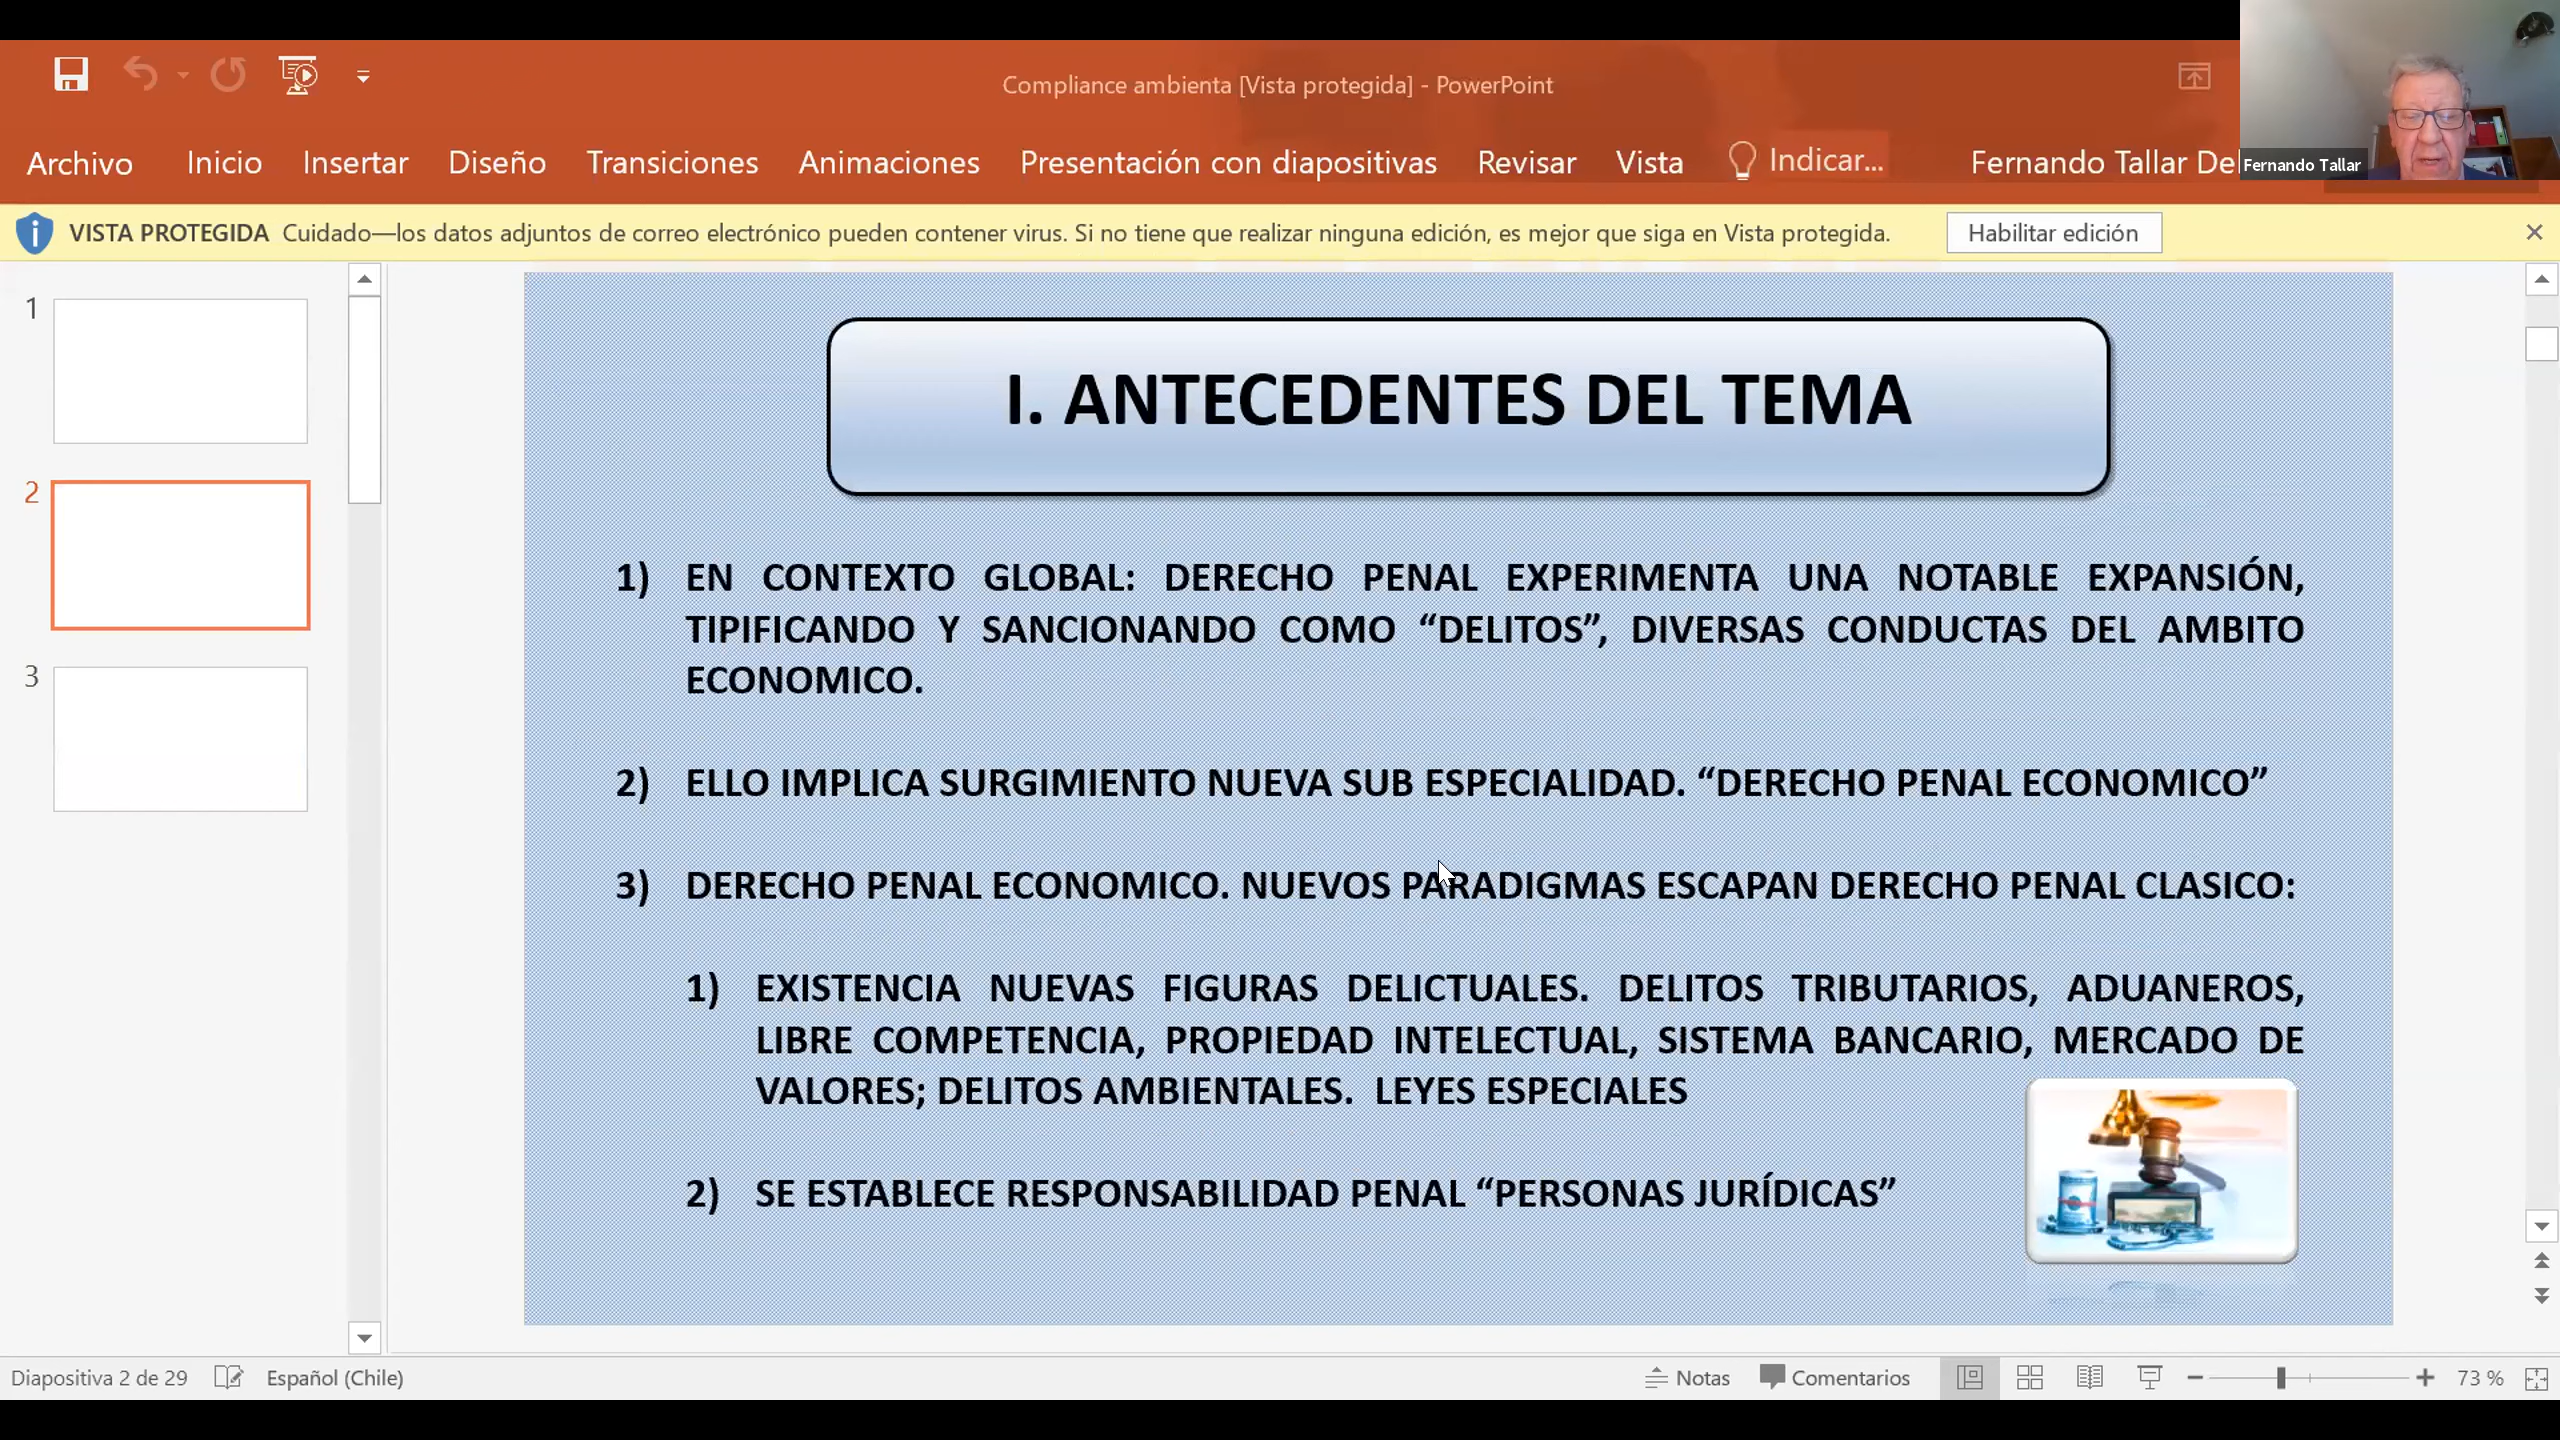 Compliance ambienta [Vista protegida] - PowerPoint
Archivo Inicio Insertar Diseño Transiciones Animaciones Presentación con diapositivas Revisar Vista Indicar... Fernando Tallar De
Fernando Tallar
VISTA PROTEGIDA Cuidado—los datos adjuntos de correo electrónico pueden contener virus. Si no tiene que realizar ninguna edición, es mejor que siga en Vista protegida. Habilitar edición
1
2
3
I. ANTECEDENTES DEL TEMA
1) EN CONTEXTO GLOBAL: DERECHO PENAL EXPERIMENTA UNA NOTABLE EXPANSIÓN,
TIPIFICANDO Y SANCIONANDO COMO “DELITOS”, DIVERSAS CONDUCTAS DEL AMBITO
ECONOMICO.
2) ELLO IMPLICA SURGIMIENTO NUEVA SUB ESPECIALIDAD. “DERECHO PENAL ECONOMICO”
3) DERECHO PENAL ECONOMICO. NUEVOS PARADIGMAS ESCAPAN DERECHO PENAL CLASICO:
1) EXISTENCIA NUEVAS FIGURAS DELICTUALES. DELITOS TRIBUTARIOS, ADUANEROS,
LIBRE COMPETENCIA, PROPIEDAD INTELECTUAL, SISTEMA BANCARIO, MERCADO DE
VALORES; DELITOS AMBIENTALES. LEYES ESPECIALES
2) SE ESTABLECE RESPONSABILIDAD PENAL “PERSONAS JURÍDICAS”
Diapositiva 2 de 29 Español (Chile) Notas Comentarios 73 %